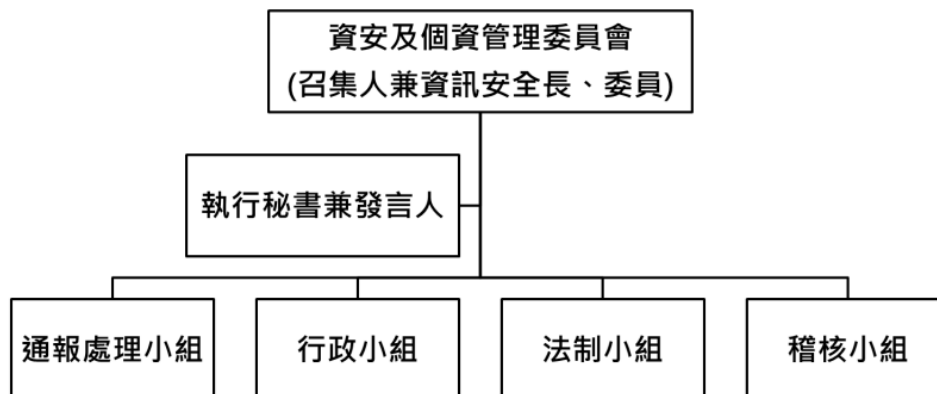 資安及個資管理委員會
(召集人兼資訊安全長、委員)
執行秘書兼發言人
通報處理小組
行政小組
法制小組
稽核小組